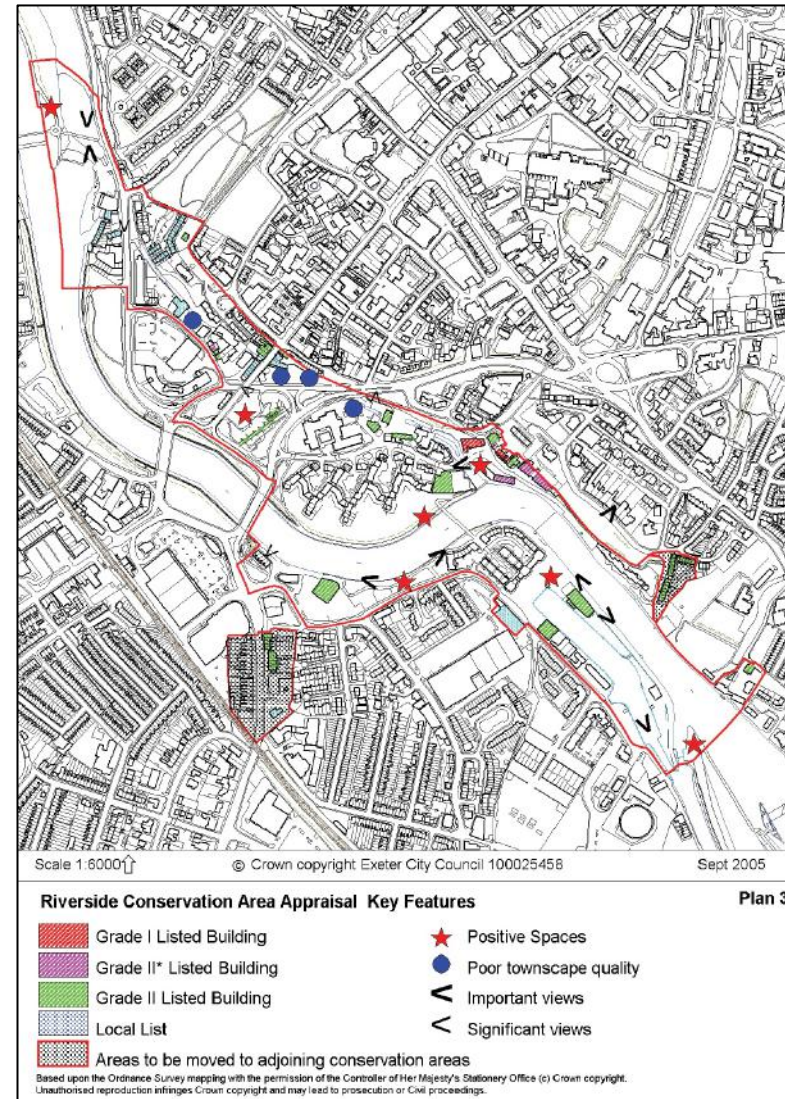 Scale 1:6000 © Crown copyright Exeter City Council 100025458 Sept 2005
Riverside Conservation Area Appraisal Key Features Plan 3
Grade I Listed Building
Grade II* Listed Building
Grade II Listed Building
Local List
Areas to be moved to adjoining conservation areas
Positive Spaces
Poor townscape quality
Important views
Significant views
Based upon the Ordnance Survey mapping with the permission of the Controller of Her Majesty's Stationery Office (c) Crown copyright.
Unauthorised reproduction infringes Crown copyright and may lead to prosecution or Civil proceedings.